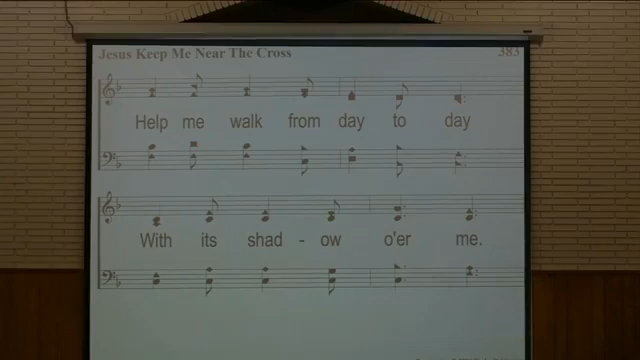 Jesus Keep Me Near The Cross 383
Help me walk from day to day
With its shad - ow o'er me.